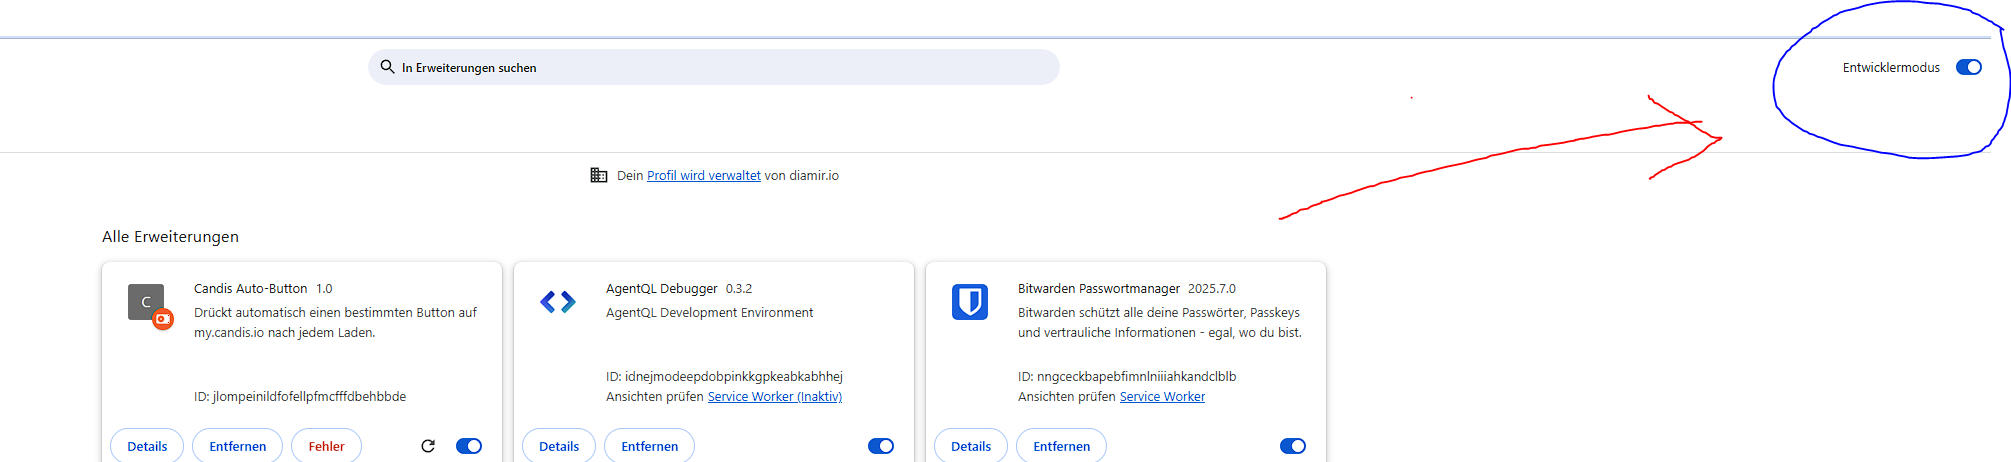 In Erweiterungen suchen
Entwicklermodus
Dein Profil wird verwaltet von diamir.io
Alle Erweiterungen
C
Candis Auto-Button 1.0
Drückt automatisch einen bestimmten Button auf
my.candis.io nach jedem Laden.
ID: jlompeinildfofellpfmcfffdbehbbde
Details
Entfernen
Fehler
AgentQL Debugger 0.3.2
AgentQL Development Environment
ID: idnejmodeepdobpinkkgpkeabkabhhej
Ansichten prüfen Service Worker (Inaktiv)
Details
Entfernen
Bitwarden Passwortmanager 2025.7.0
Bitwarden schützt alle deine Passwörter, Passkeys
und vertrauliche Informationen - egal, wo du bist.
ID: nngceckbapebfimnlniiiahkandclblb
Ansichten prüfen Service Worker
Details
Entfernen